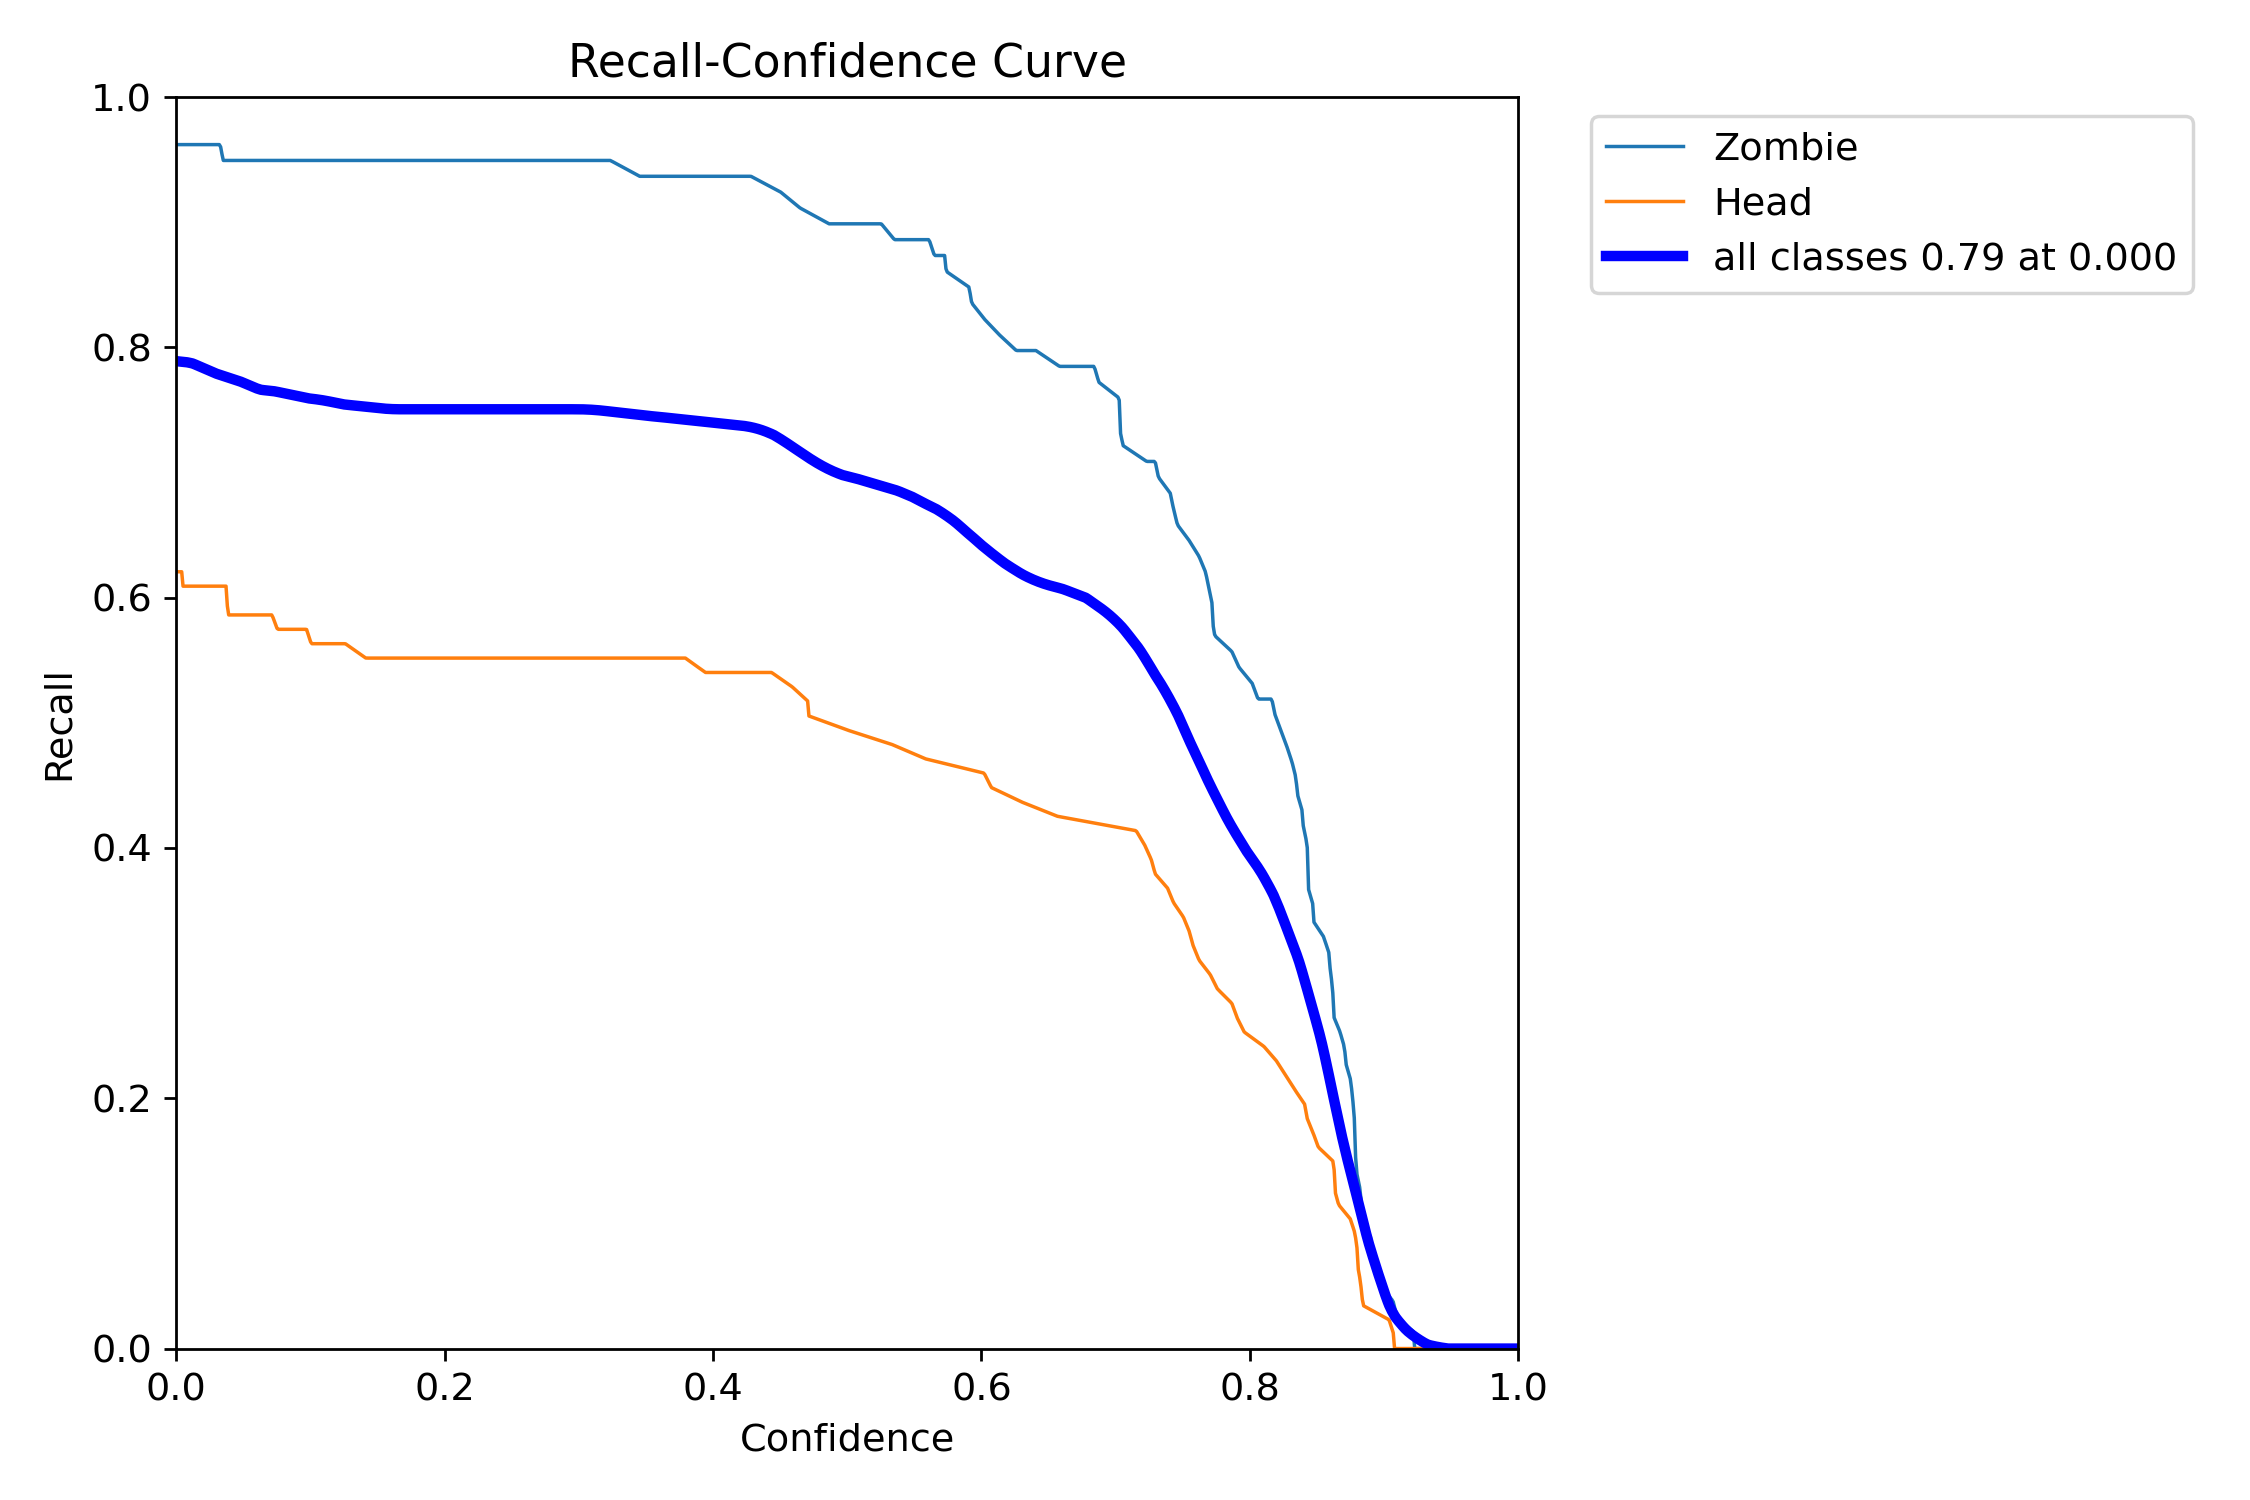 Recall-Confidence Curve
Zombie
Head
all classes 0.79 at 0.000
1.0
0.8
0.6
0.4
0.2
0.0
Recall
0.0 0.2 0.4 0.6 0.8 1.0
Confidence